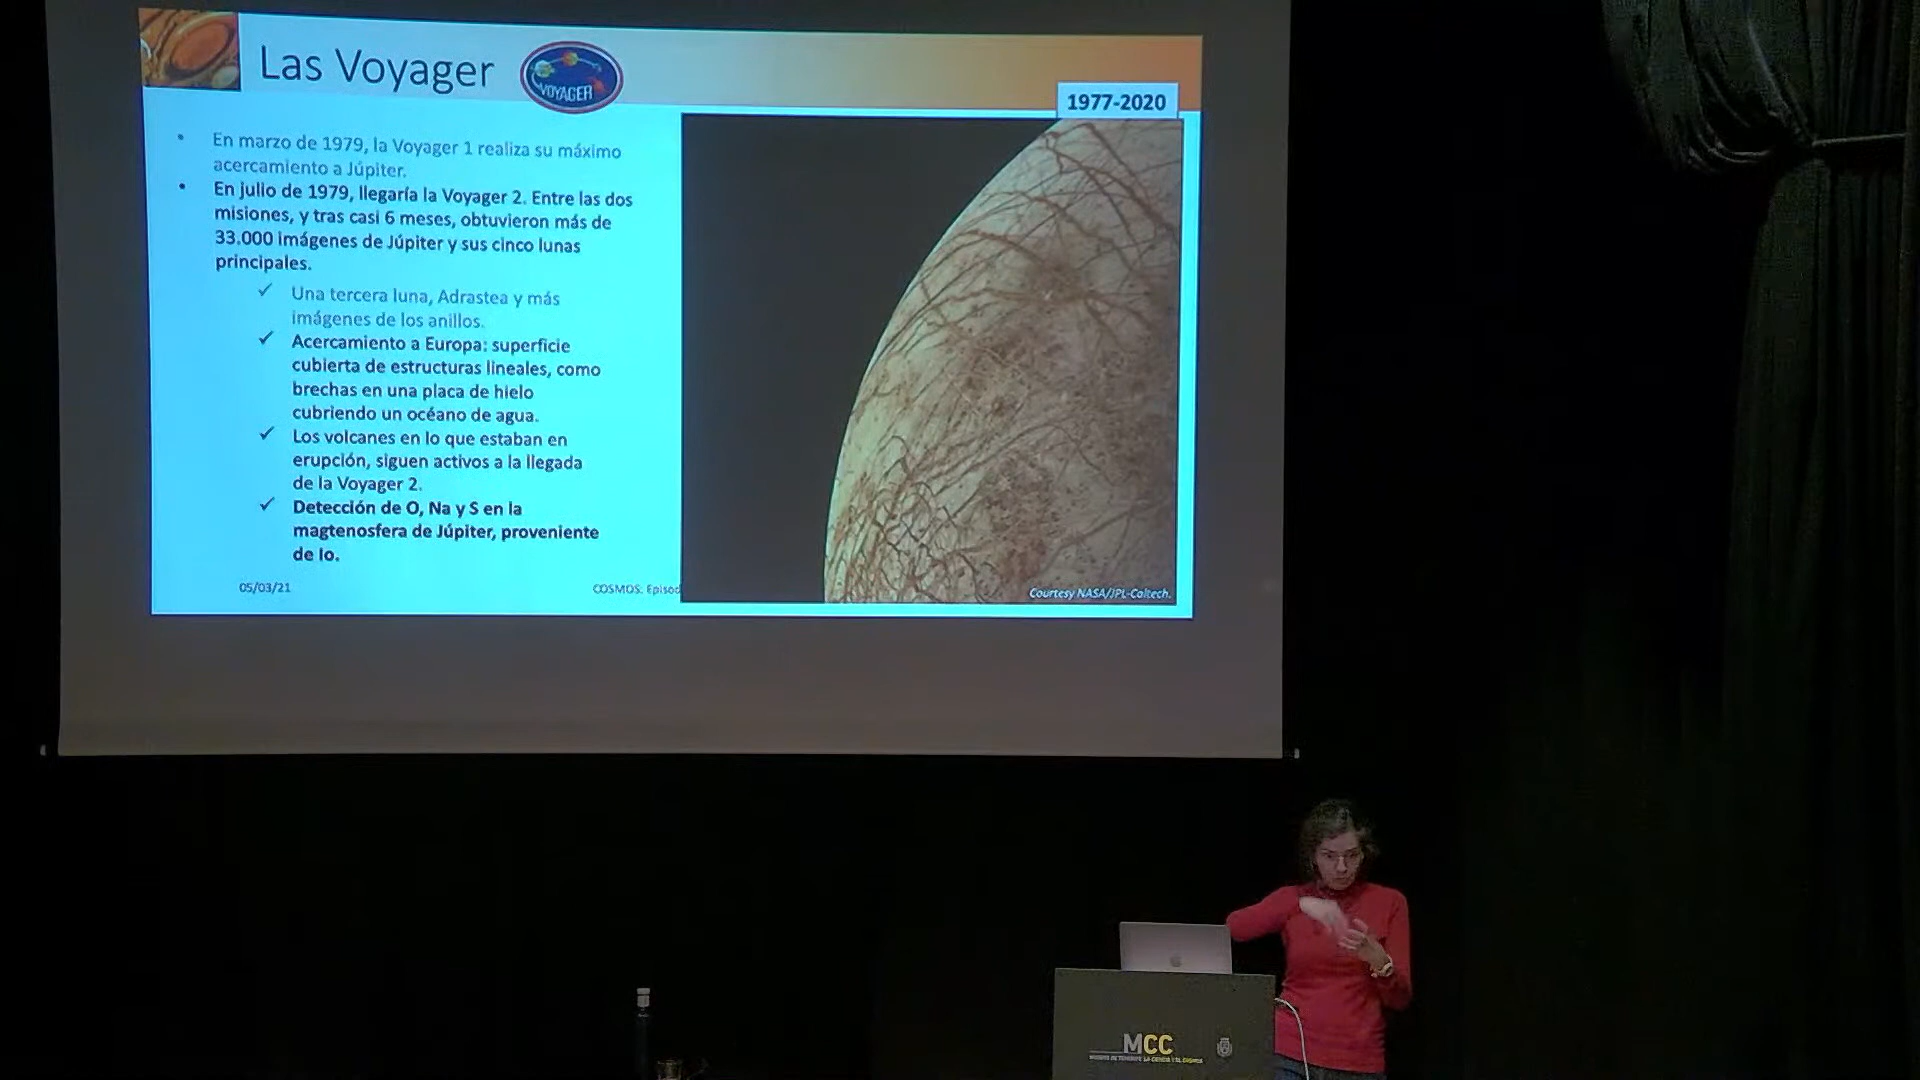 Las Voyager
VOYAGER
1977-2020
• En marzo de 1979, la Voyager 1 realiza su máximo
acercamiento a Júpiter.
• En julio de 1979, llegaría la Voyager 2. Entre las dos
misiones, y tras casi 6 meses, obtuvieron más de
33.000 imágenes de Júpiter y sus cinco lunas
principales.
✓ Una tercera luna, Adrastea y más
imágenes de los anillos.
✓ Acercamiento a Europa: superficie
cubierta de estructuras lineales, como
brechas en una placa de hielo
cubriendo un océano de agua.
✓ Los volcanes en Io que estaban en
erupción, siguen activos a la llegada
de la Voyager 2.
✓ Detección de O, Na y S en la
magtenosfera de Júpiter, proveniente
de Io.
Courtesy NASA/JPL-Caltech.
05/03/21
COSMOS: Episod
MCC